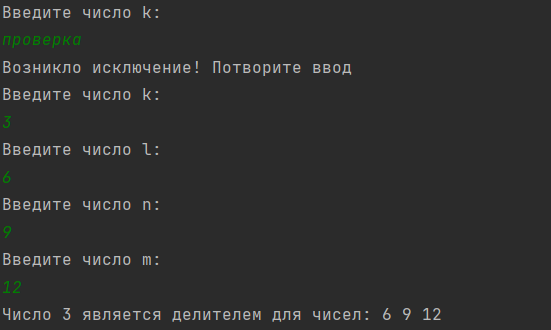 Введите число k:
проверка
Возникло исключение! Потворите ввод
Введите число k:
3
Введите число l:
6
Введите число n:
9
Введите число m:
12
Число 3 является делителем для чисел: 6 9 12